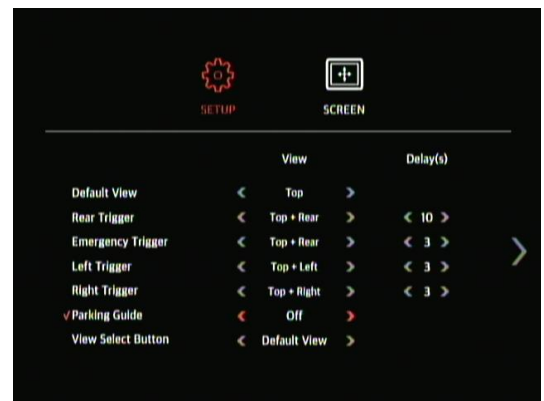 SETUP SCREEN
View Delay(s)
Default View < Top >
Rear Trigger < Top + Rear > < 10 >
Emergency Trigger < Top + Rear > < 3 >
Left Trigger < Top + Left > < 3 >
Right Trigger < Top + Right > < 3 >
√ Parking Guide < Off >
View Select Button < Default View >